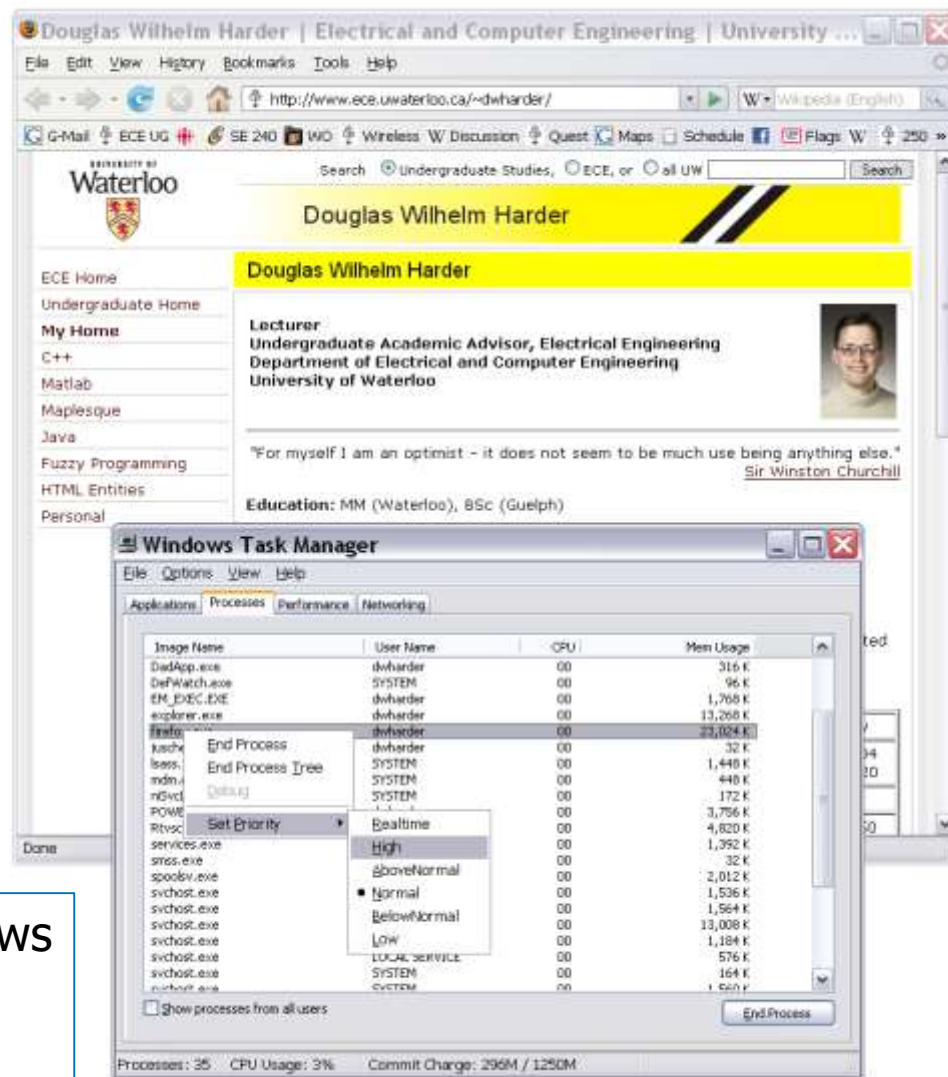 Douglas Wilhelm Harder | Electrical and Computer Engineering | University ...
File Edit View History Bookmarks Tools Help
http://www.ece.uwaterloo.ca/~dwharder/ W Wikipedia (English)
G-Mail ECE UG SE 240 WO Wireless W Discussion Quest Maps Schedule Flags W 250 »
UNIVERSITY OF
Waterloo
Search Undergraduate Studies, ECE, or all UW Search
Douglas Wilhelm Harder
Douglas Wilhelm Harder
ECE Home
Undergraduate Home
My Home
C++
Matlab
Maplesque
Java
Fuzzy Programming
HTML Entities
Personal
Lecturer
Undergraduate Academic Advisor, Electrical Engineering
Department of Electrical and Computer Engineering
University of Waterloo
"For myself I am an optimist - it does not seem to be much use being anything else."
Sir Winston Churchill
Education: MM (Waterloo), BSc (Guelph)
Done
Windows Task Manager
File Options View Help
Applications Processes Performance Networking
Image Name User Name CPU Mem Usage
DadApp.exe dwharder 00 316 K
DefWatch.exe SYSTEM 00 96 K
EM_EXEC.EXE dwharder 00 1,768 K
explorer.exe dwharder 00 13,268 K
dwharder 00 23,024 K
dwharder 00 32 K
SYSTEM 00 1,448 K
SYSTEM 00 448 K
SYSTEM 00 172 K
00 3,756 K
00 4,820 K
services.exe 00 1,392 K
smss.exe 00 32 K
spoolsv.exe 00 2,012 K
svchost.exe 00 1,536 K
svchost.exe 00 1,564 K
svchost.exe 00 13,008 K
svchost.exe 00 1,184 K
svchost.exe LOCAL SERVICE 00 576 K
svchost.exe SYSTEM 00 164 K
svchost.exe SYSTEM 00 1,560 K
End Process
End Process Tree
Debug
Set Priority
Realtime
High
AboveNormal
Normal
BelowNormal
Low
Show processes from all users
End Process
Processes: 35 CPU Usage: 3% Commit Charge: 296M / 1250M